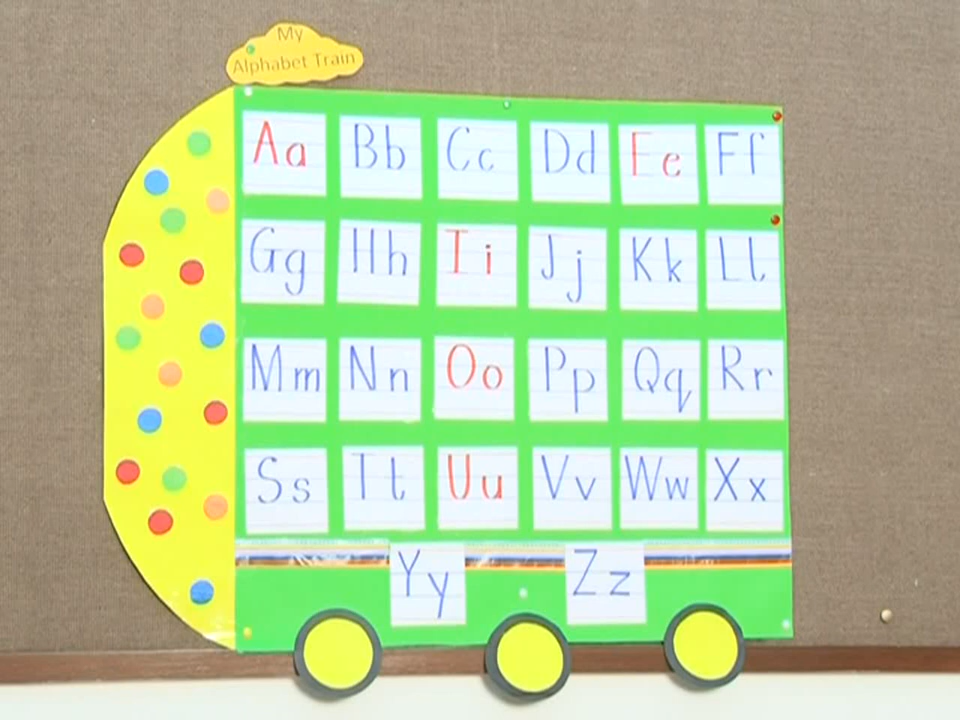 My
Alphabet Train
Aa Bb Cc Dd Ee Ff
Gg Hh Ii Jj Kk Ll
Mm Nn Oo Pp Qq Rr
Ss Tt Uu Vv Ww Xx
Yy Zz